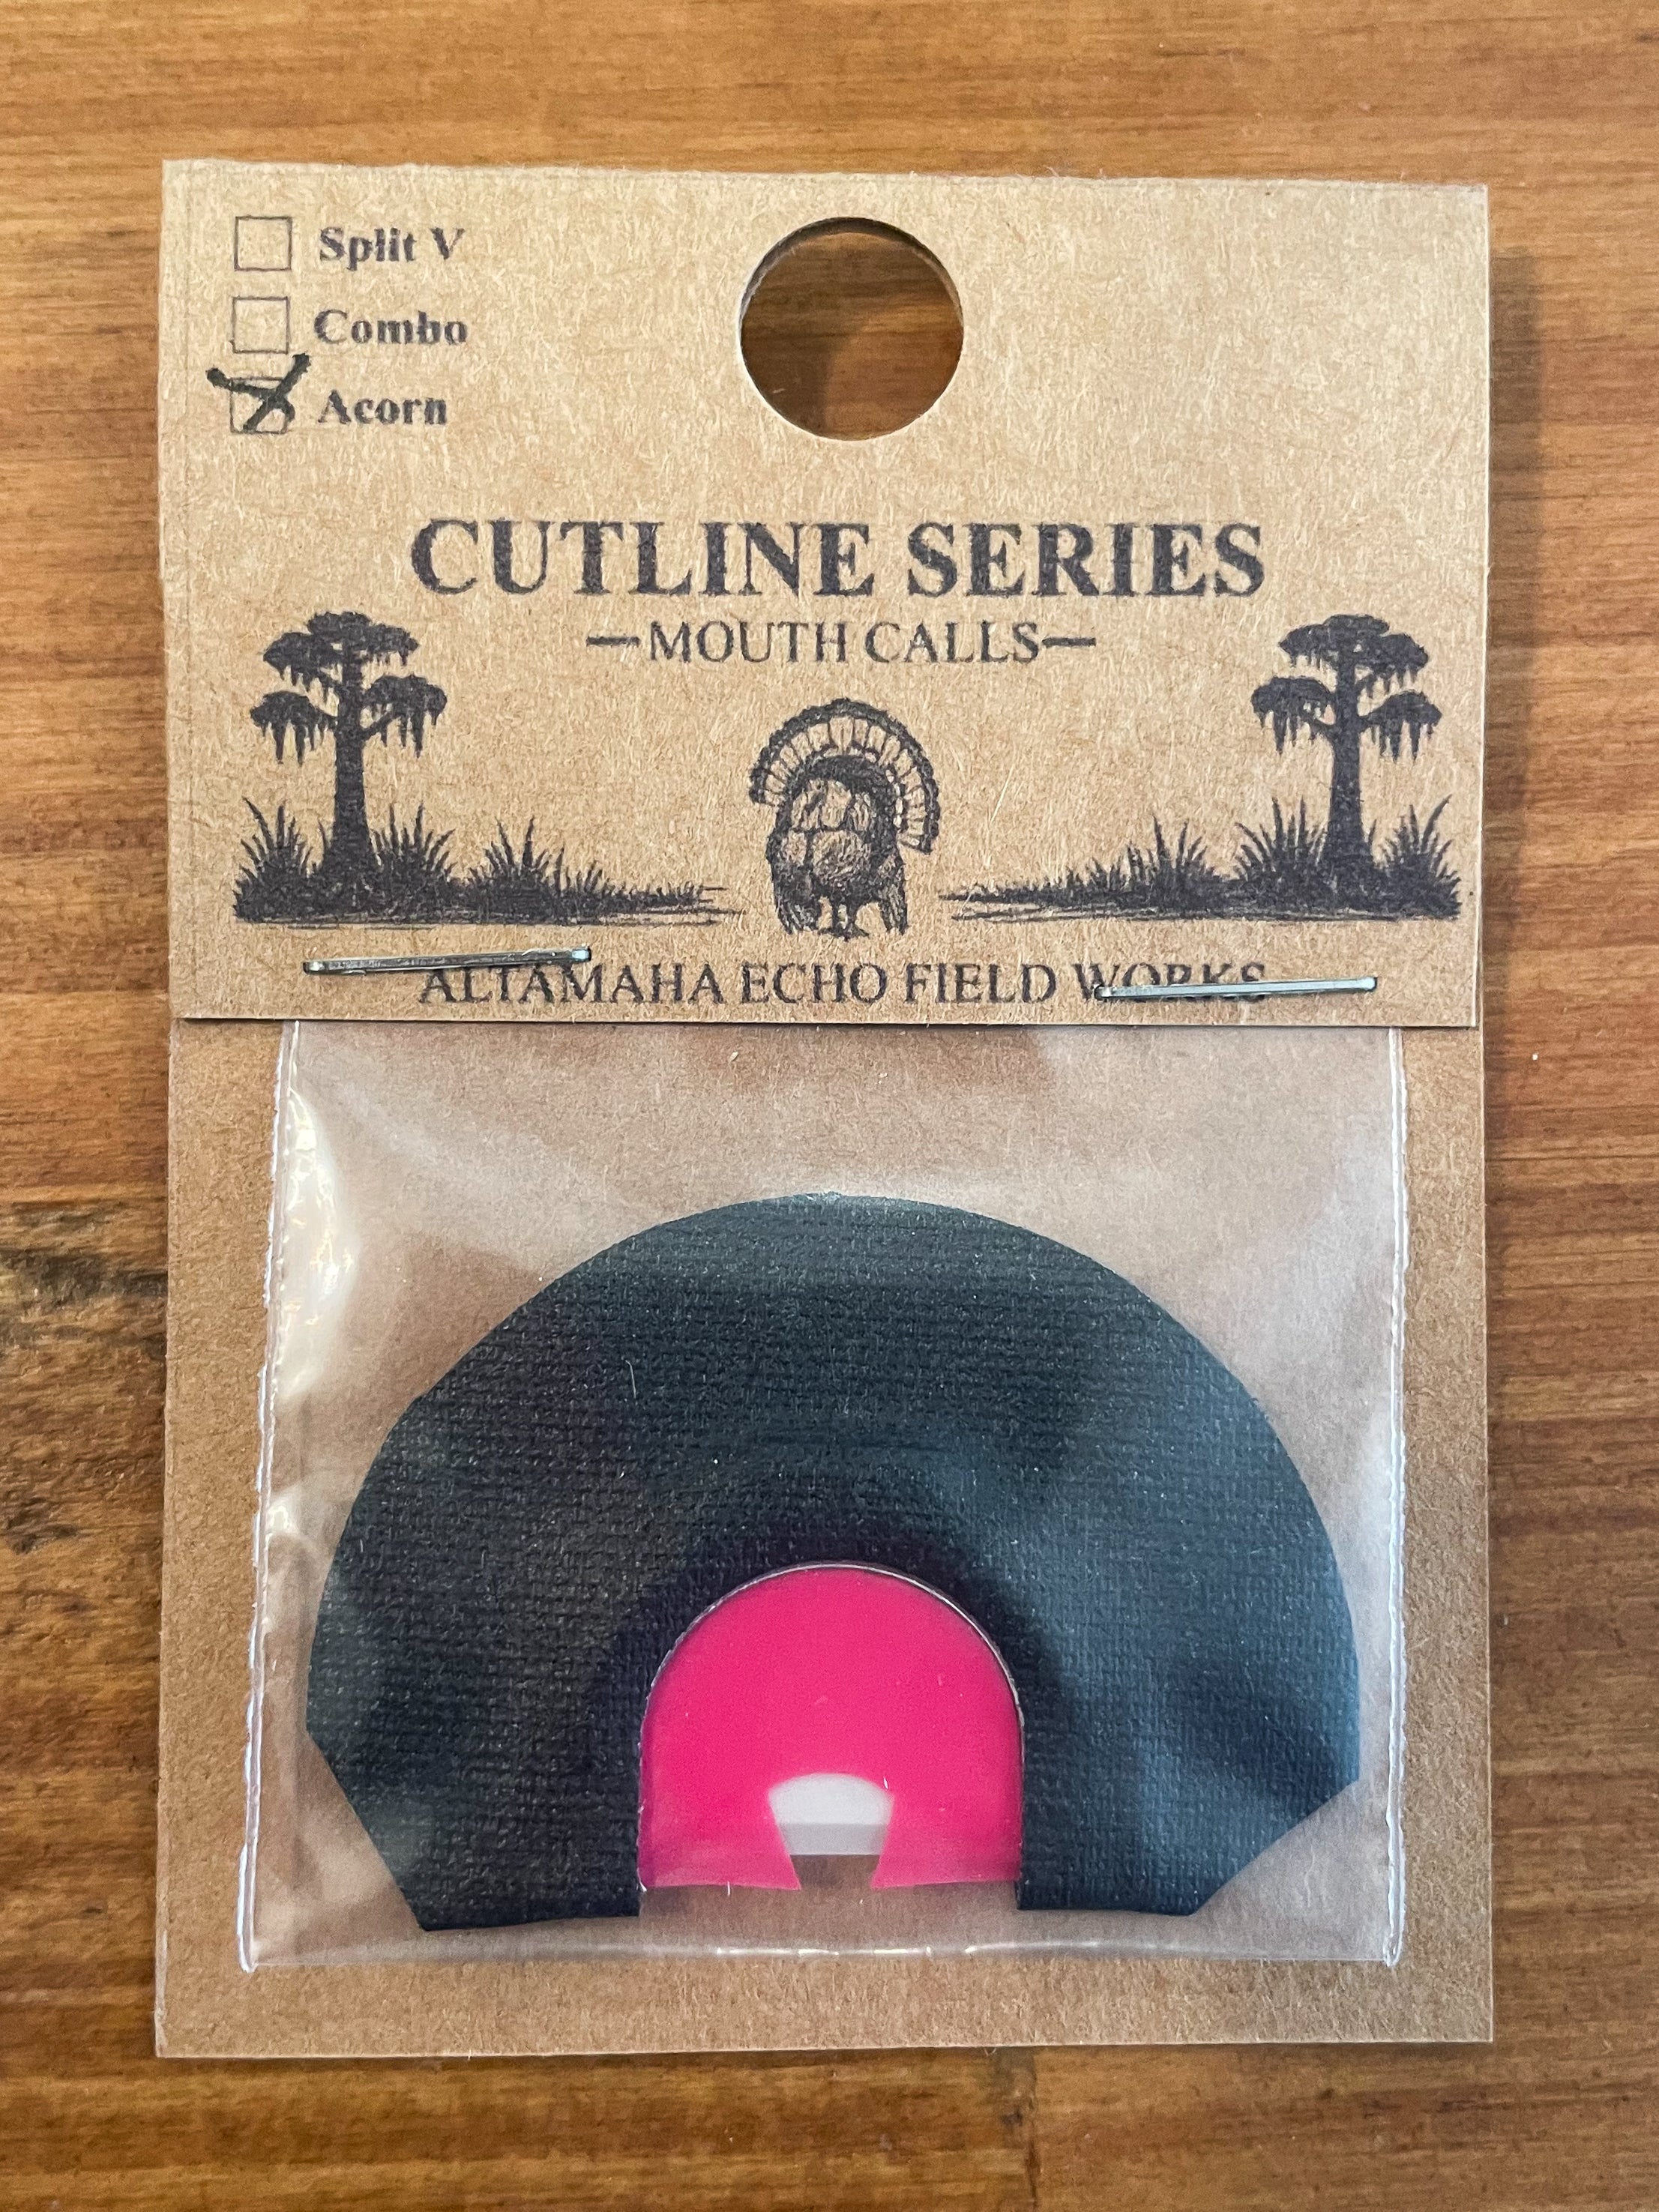 Split V
Combo
Acorn
CUTLINE SERIES
—MOUTH CALLS—
ALTAMAHA ECHO FIELD WORKS